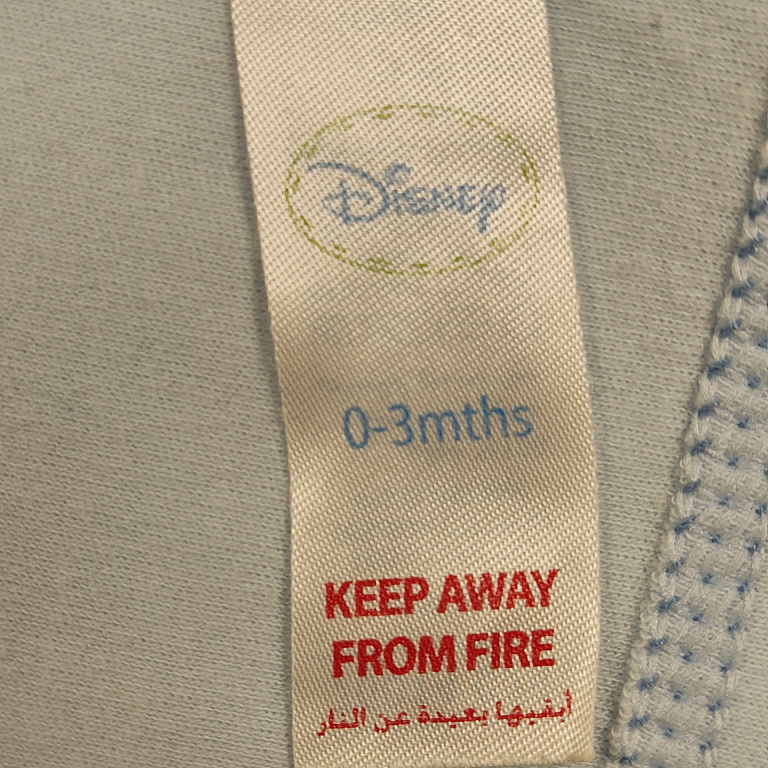 Disney
0-3mths
KEEP AWAY
FROM FIRE
أبقيها بعيدة عن النار